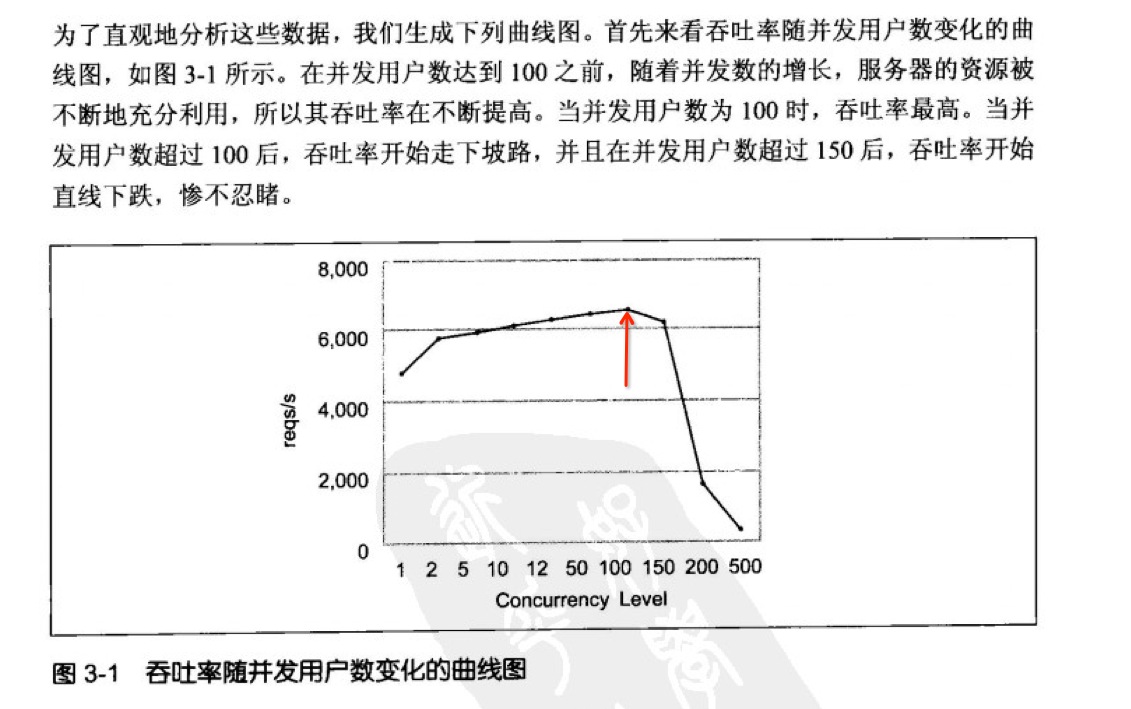 为了直观地分析这些数据，我们生成下列曲线图。首先来看吞吐率随并发用户数变化的曲
线图，如图 3-1 所示。在并发用户数达到 100 之前，随着并发数的增长，服务器的资源被
不断地充分利用，所以其吞吐率在不断提高。当并发用户数为 100 时，吞吐率最高。当并
发用户数超过 100 后，吞吐率开始走下坡路，并且在并发用户数超过 150 后，吞吐率开始
直线下跌，惨不忍睹。
8,000
6,000
4,000
2,000
0
reqs/s
1 2 5 10 12 50 100 150 200 500
Concurrency Level
图 3-1 吞吐率随并发用户数变化的曲线图